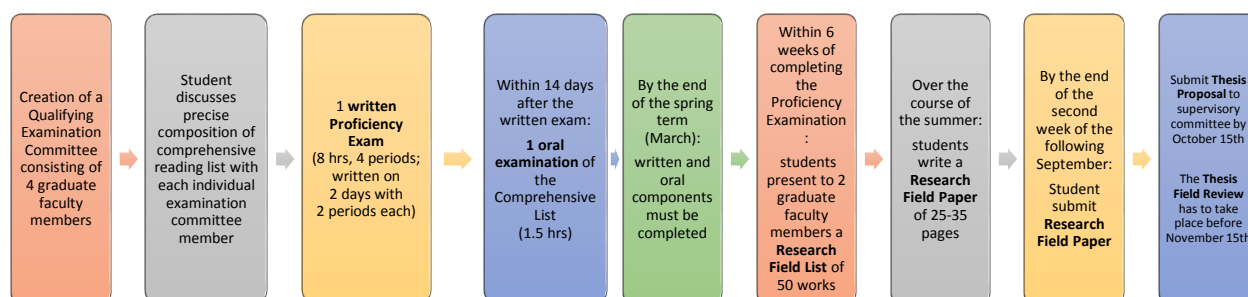 Creation of a
Qualifying
Examination
Committee
consisting of
4 graduate
faculty
members
Student
discusses
precise
composition of
comprehensive
reading list with
each individual
examination
committee
member
1 written
Proficiency
Exam
(8 hrs, 4 periods;
written on
2 days with
2 periods each)
Within 14 days
after the
written exam:
1 oral
examination of
the
Comprehensive
List
(1.5 hrs)
By the end
of the spring
term
(March):
written and
oral
components
must be
completed
Within 6
weeks of
completing
the
Proficiency
Examination
:
students
present to 2
graduate
faculty
members a
Research
Field List of
50 works
Over the
course of
the summer:
students
write a
Research
Field Paper
of 25-35
pages
By the end
of the
second
week of the
following
September:
Student
submit
Research
Field Paper
Submit Thesis
Proposal to
supervisory
committee by
October 15th
The Thesis
Field Review
has to take
place before
November 15th